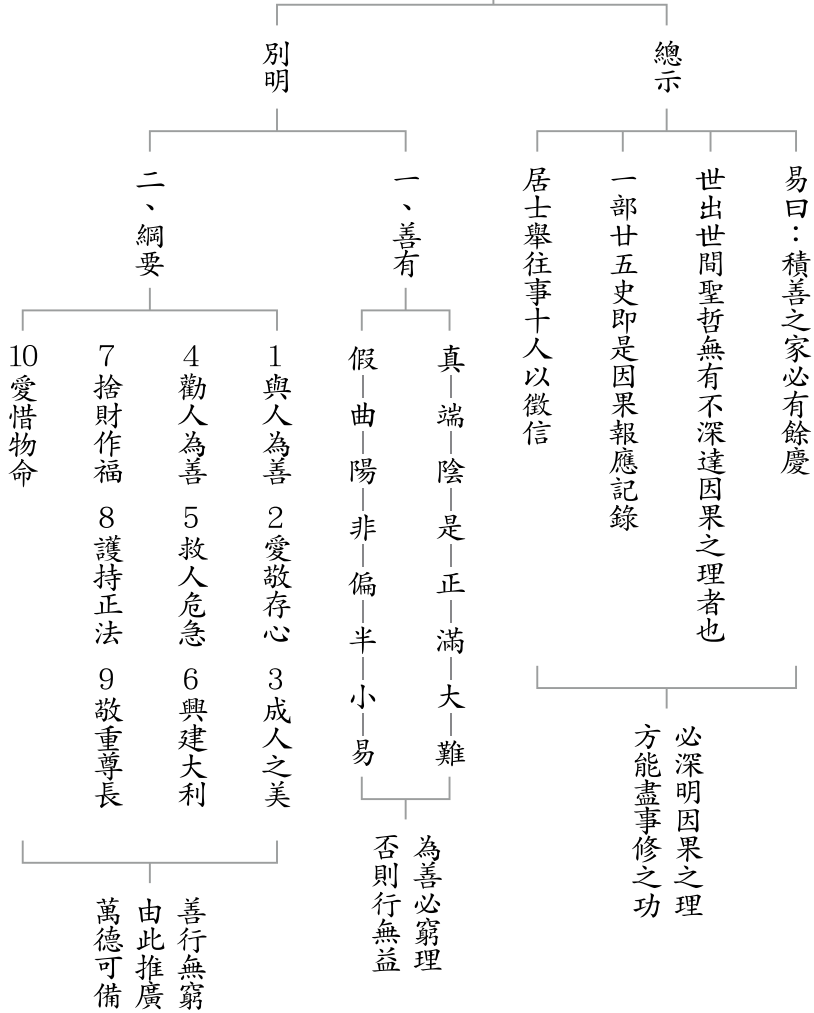 總示
易曰：積善之家必有餘慶
世出世間聖哲無有不深達因果之理者也
一部廿五史即是因果報應記錄
居士舉往事十人以徵信
必深明因果之理
方能盡事修之功
別明
一、善有
真─端─陰─是─正─滿─大─難
假─曲─陽─非─偏─半─小─易
為善必窮理
否則行無益
二、綱要
1與人為善 2愛敬存心 3成人之美
4勸人為善 5救人危急 6興建大利
7捨財作福 8護持正法 9敬重尊長
10愛惜物命
善行無窮
由此推廣
萬德可備